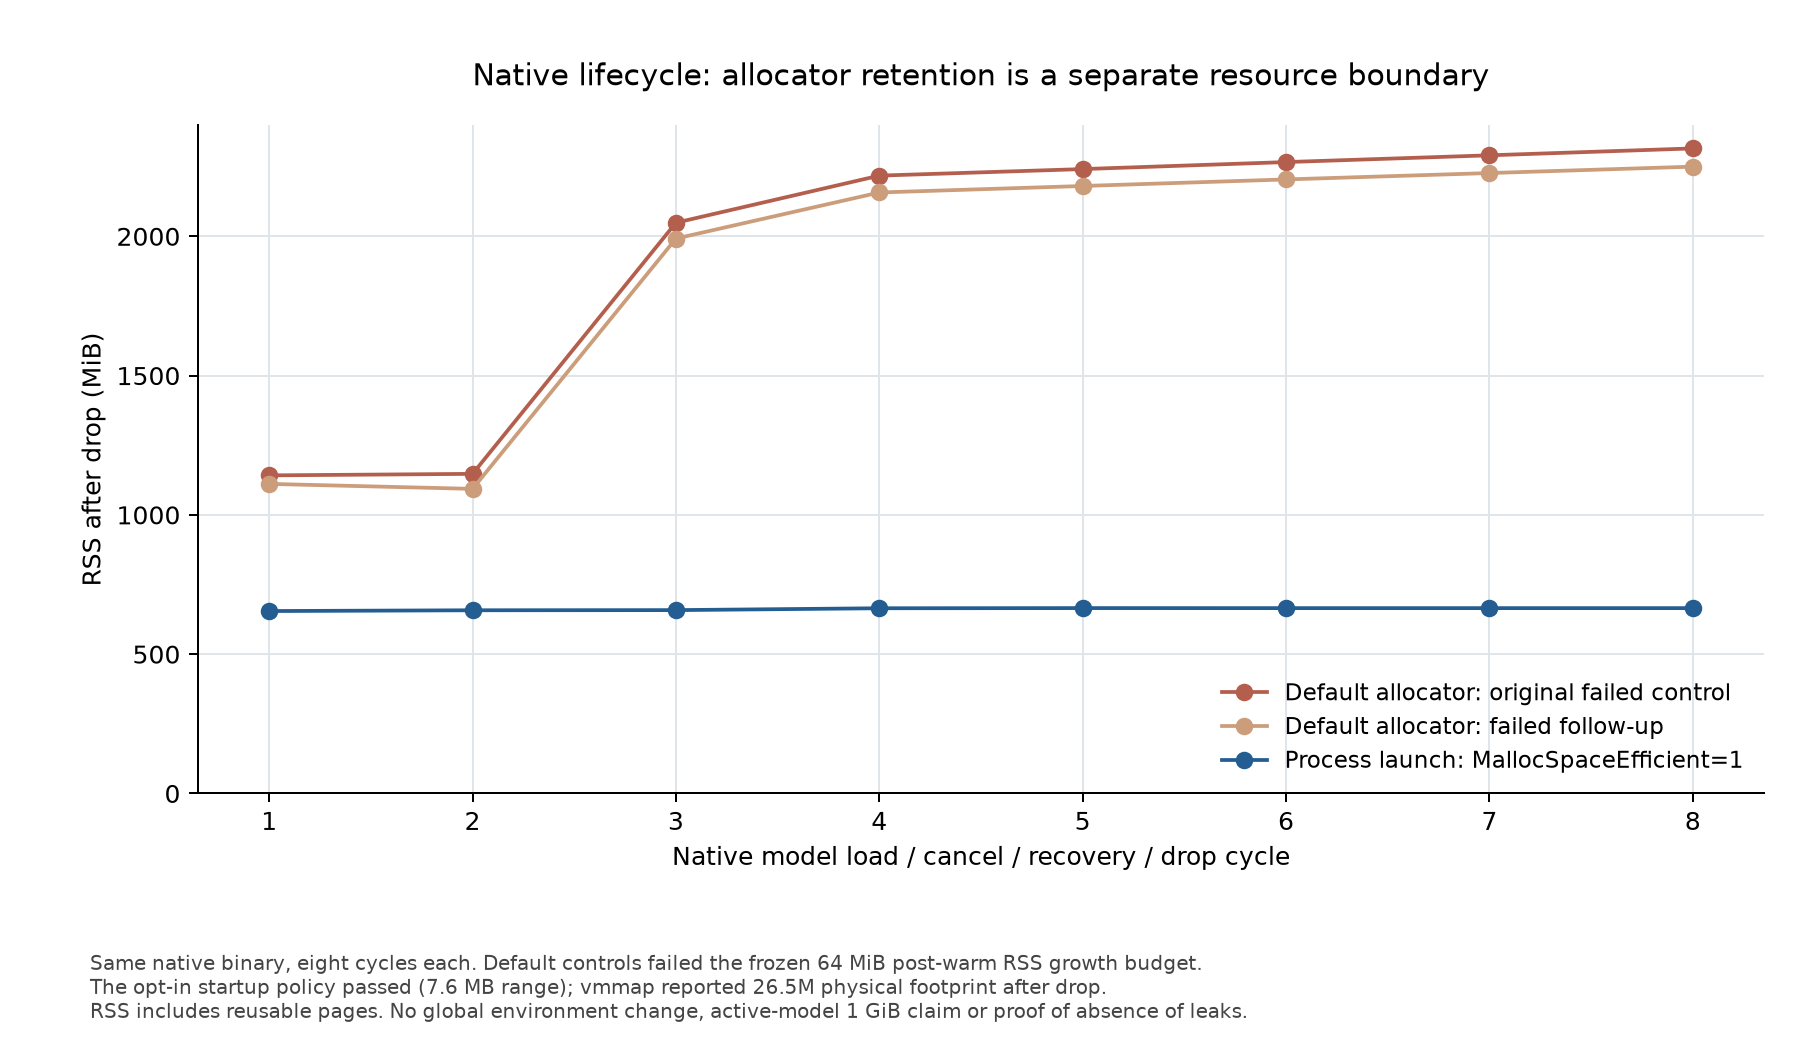 Native lifecycle: allocator retention is a separate resource boundary
RSS after drop (MiB)
2000
1500
1000
500
0
Default allocator: original failed control
Default allocator: failed follow-up
Process launch: MallocSpaceEfficient=1
1 2 3 4 5 6 7 8
Native model load / cancel / recovery / drop cycle
Same native binary, eight cycles each. Default controls failed the frozen 64 MiB post-warm RSS growth budget.
The opt-in startup policy passed (7.6 MB range); vmmap reported 26.5M physical footprint after drop.
RSS includes reusable pages. No global environment change, active-model 1 GiB claim or proof of absence of leaks.